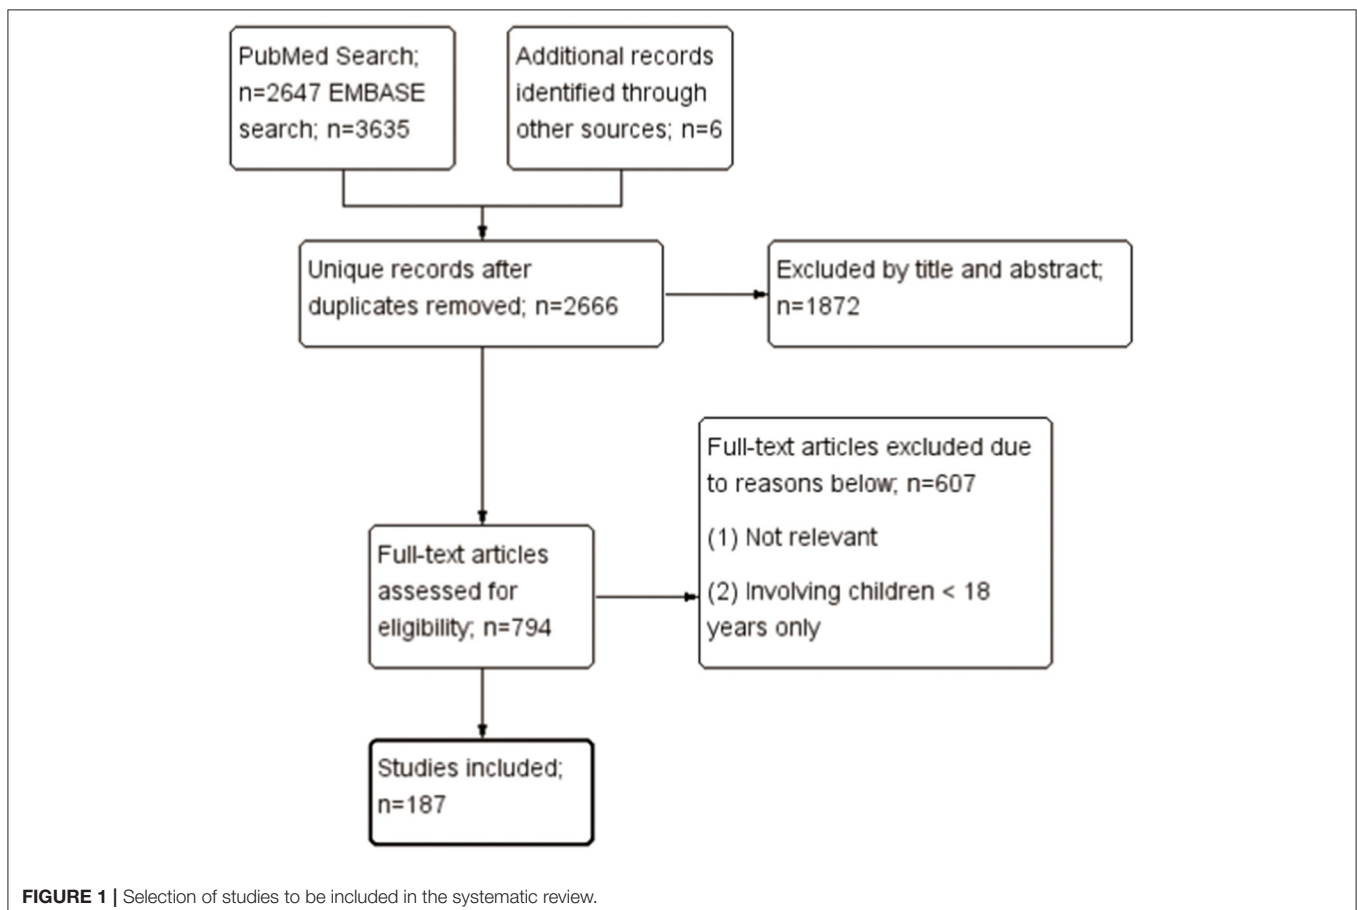 PubMed Search;
n=2647 EMBASE
search; n=3635
Additional records
identified through
other sources; n=6
Unique records after
duplicates removed; n=2666
Excluded by title and abstract;
n=1872
Full-text articles excluded due
to reasons below; n=607
(1) Not relevant
(2) Involving children < 18
years only
Full-text articles
assessed for
eligibility; n=794
Studies included;
n=187
FIGURE 1 | Selection of studies to be included in the systematic review.